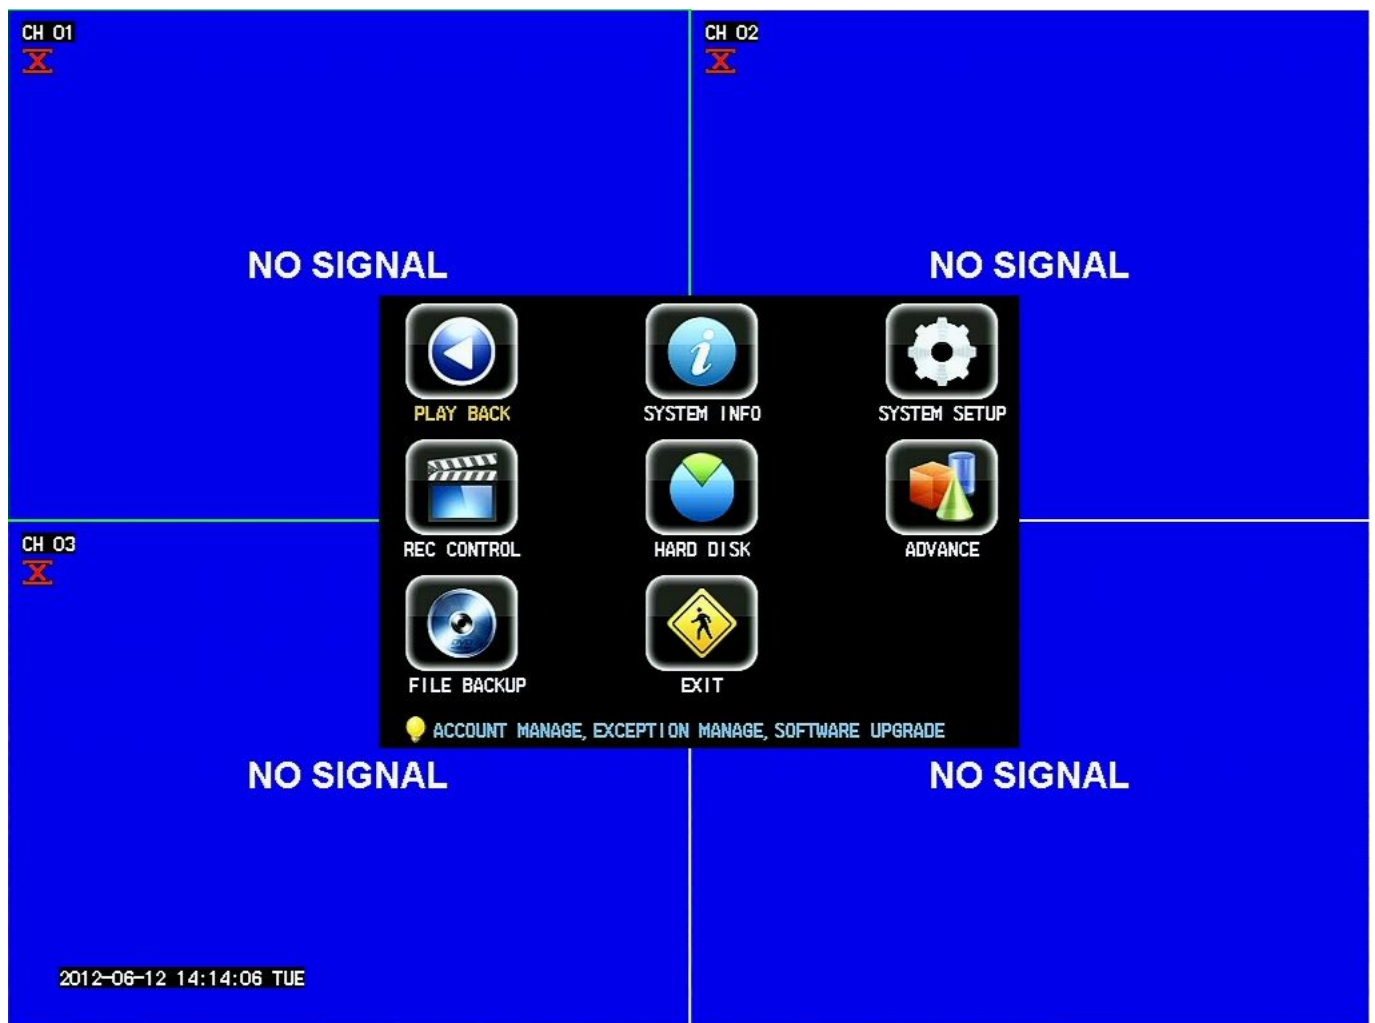 CH 01
CH 02
NO SIGNAL
NO SIGNAL
PLAY BACK
SYSTEM INFO
SYSTEM SETUP
REC CONTROL
HARD DISK
ADVANCE
DVD
FILE BACKUP
EXIT
ACCOUNT MANAGE, EXCEPTION MANAGE, SOFTWARE UPGRADE
CH 03
NO SIGNAL
NO SIGNAL
2012-06-12 14:14:06 TUE